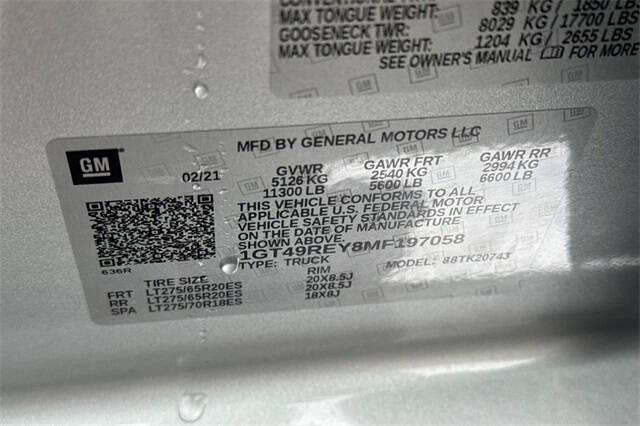 MAX TONGUE WEIGHT: 839 KG / 1850 LBS
GOOSENECK TWR: 8029 KG / 17700 LBS
MAX TONGUE WEIGHT: 1204 KG / 2655 LBS
SEE OWNER'S MANUAL FOR MORE
MFD BY GENERAL MOTORS LLC
GM
02/21
GVWR GAWR FRT GAWR RR
5126 KG 2540 KG 2994 KG
11300 LB 5600 LB 6600 LB
THIS VEHICLE CONFORMS TO ALL
APPLICABLE U.S. FEDERAL MOTOR
VEHICLE SAFETY STANDARDS IN EFFECT
ON THE DATE OF MANUFACTURE
SHOWN ABOVE.
1GT49REY8MF197058
TYPE: TRUCK MODEL: 88TK20743
636R
TIRE SIZE RIM
FRT LT275/65R20ES 20X8.5J
RR LT275/65R20ES 20X8.5J
SPA LT275/70R18ES 18X8J